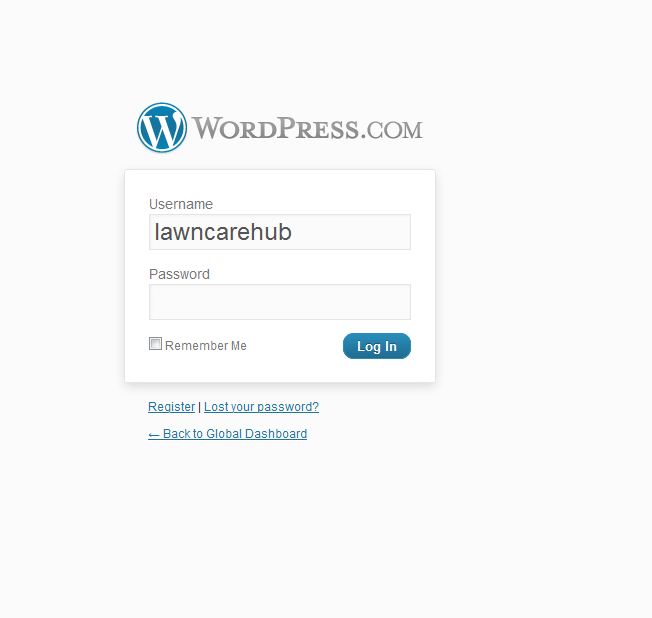 WORDPRESS.COM
Username
lawncarehub
Password
Remember Me Log In
Register | Lost your password?
← Back to Global Dashboard